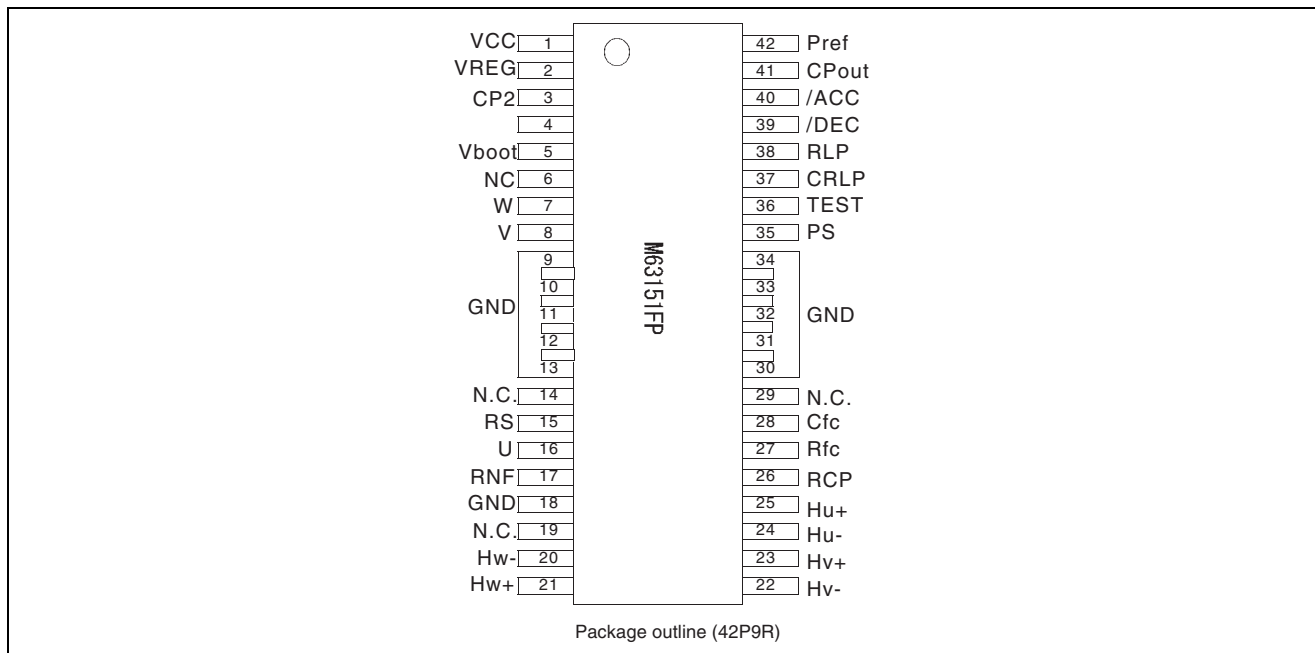 VCC 1 42 Pref
VREG 2 41 CPout
CP2 3 40 /ACC
4 39 /DEC
Vboot 5 38 RLP
NC 6 37 CRLP
W 7 36 TEST
V 8 35 PS
9 34
10 33
GND 11 32 GND
12 31
13 30
M63151FP
N.C. 14 29 N.C.
RS 15 28 Cfc
U 16 27 Rfc
RNF 17 26 RCP
GND 18 25 Hu+
N.C. 19 24 Hu-
Hw- 20 23 Hv+
Hw+ 21 22 Hv-
Package outline (42P9R)